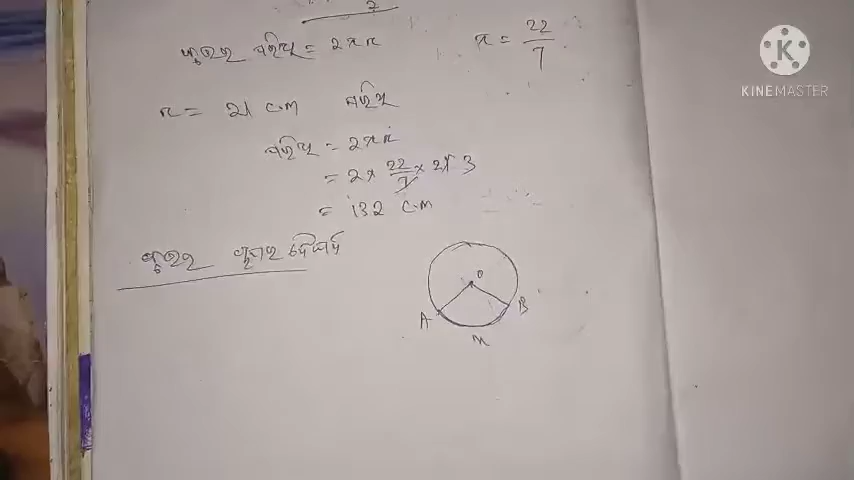 2
ବୃତ୍ତର ପରିଧି = 2πr π = 22/7
r = 21 cm ପରିଧି
ପରିଧି = 2πr
= 2 × 22/7 × 21 3
= 132 cm
ବୃତ୍ତର ଚାପର ଦୈର୍ଘ୍ୟ
O
A B
M
K
KINEMASTER